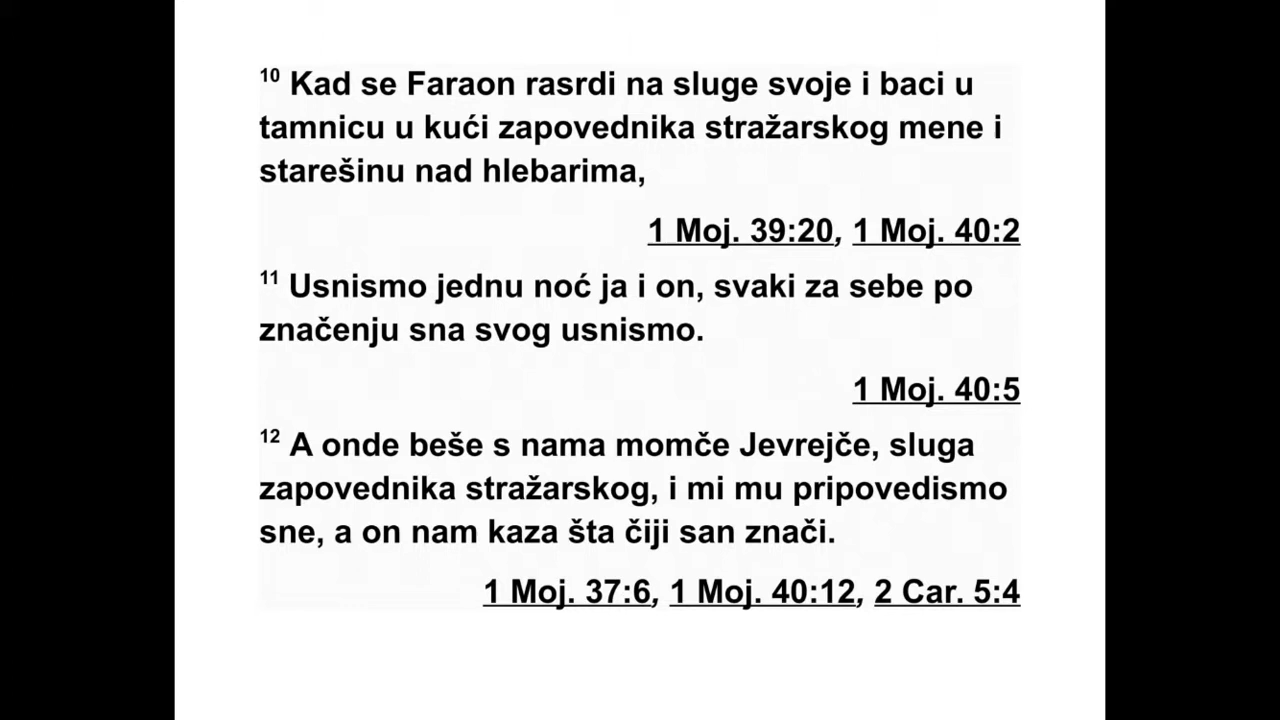 10 Kad se Faraon rasrdi na sluge svoje i baci u
tamnicu u kući zapovednika stražarskog mene i
starešinu nad hlebarima,
1 Moj. 39:20, 1 Moj. 40:2
11 Usnismo jednu noć ja i on, svaki za sebe po
značenju sna svog usnismo.
1 Moj. 40:5
12 A onde beše s nama momče Jevrejče, sluga
zapovednika stražarskog, i mi mu pripovedismo
sne, a on nam kaza šta čiji san znači.
1 Moj. 37:6, 1 Moj. 40:12, 2 Car. 5:4